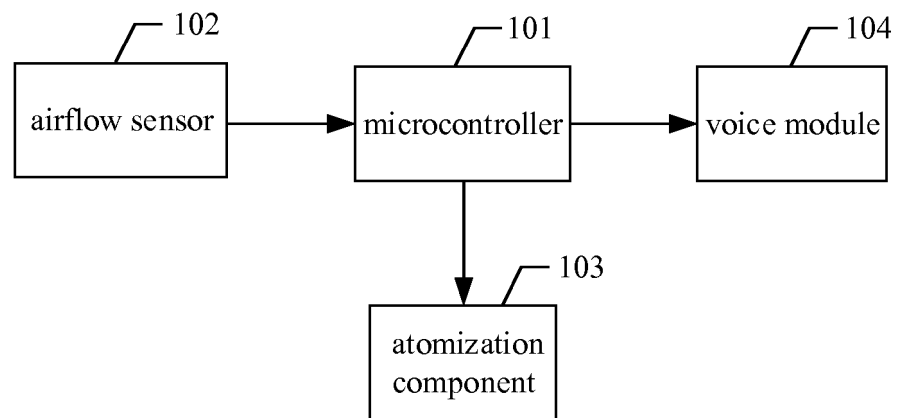 102
101
104
airflow sensor
microcontroller
voice module
103
atomization
component